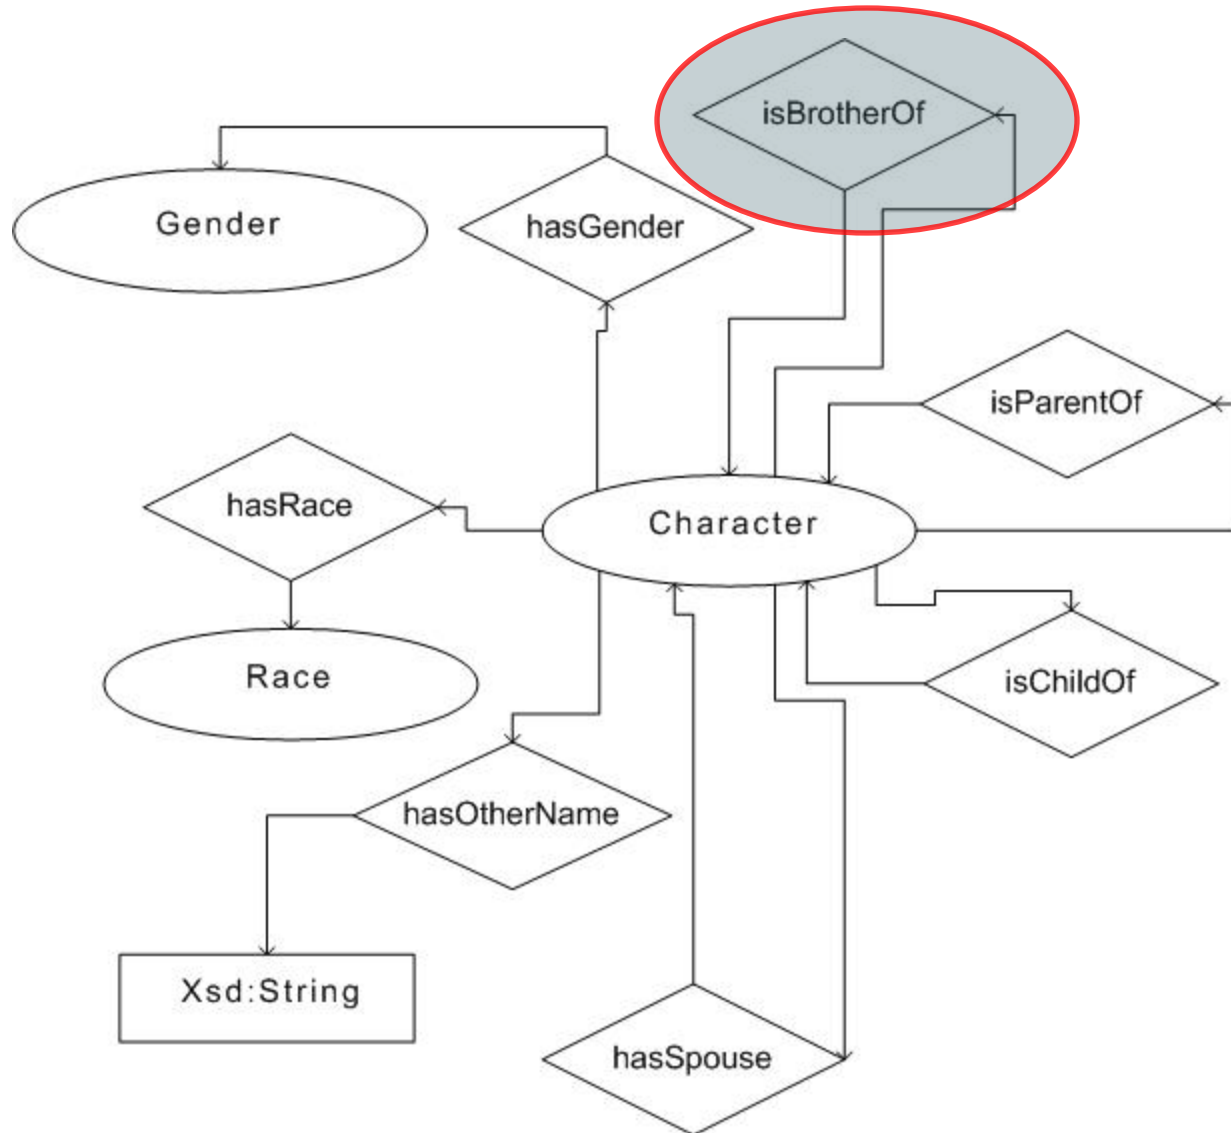 isBrotherOf
Gender
hasGender
isParentOf
hasRace
Character
Race
isChildOf
hasOtherName
Xsd:String
hasSpouse